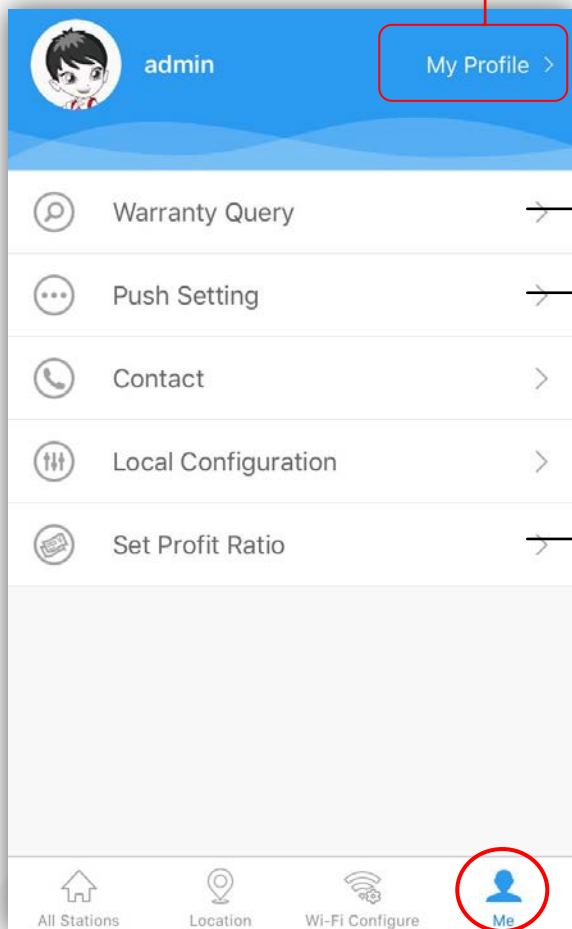 admin
My Profile
Warranty Query
Push Setting
Contact
Local Configuration
Set Profit Ratio
All Stations
Location
Wi-Fi Configure
Me